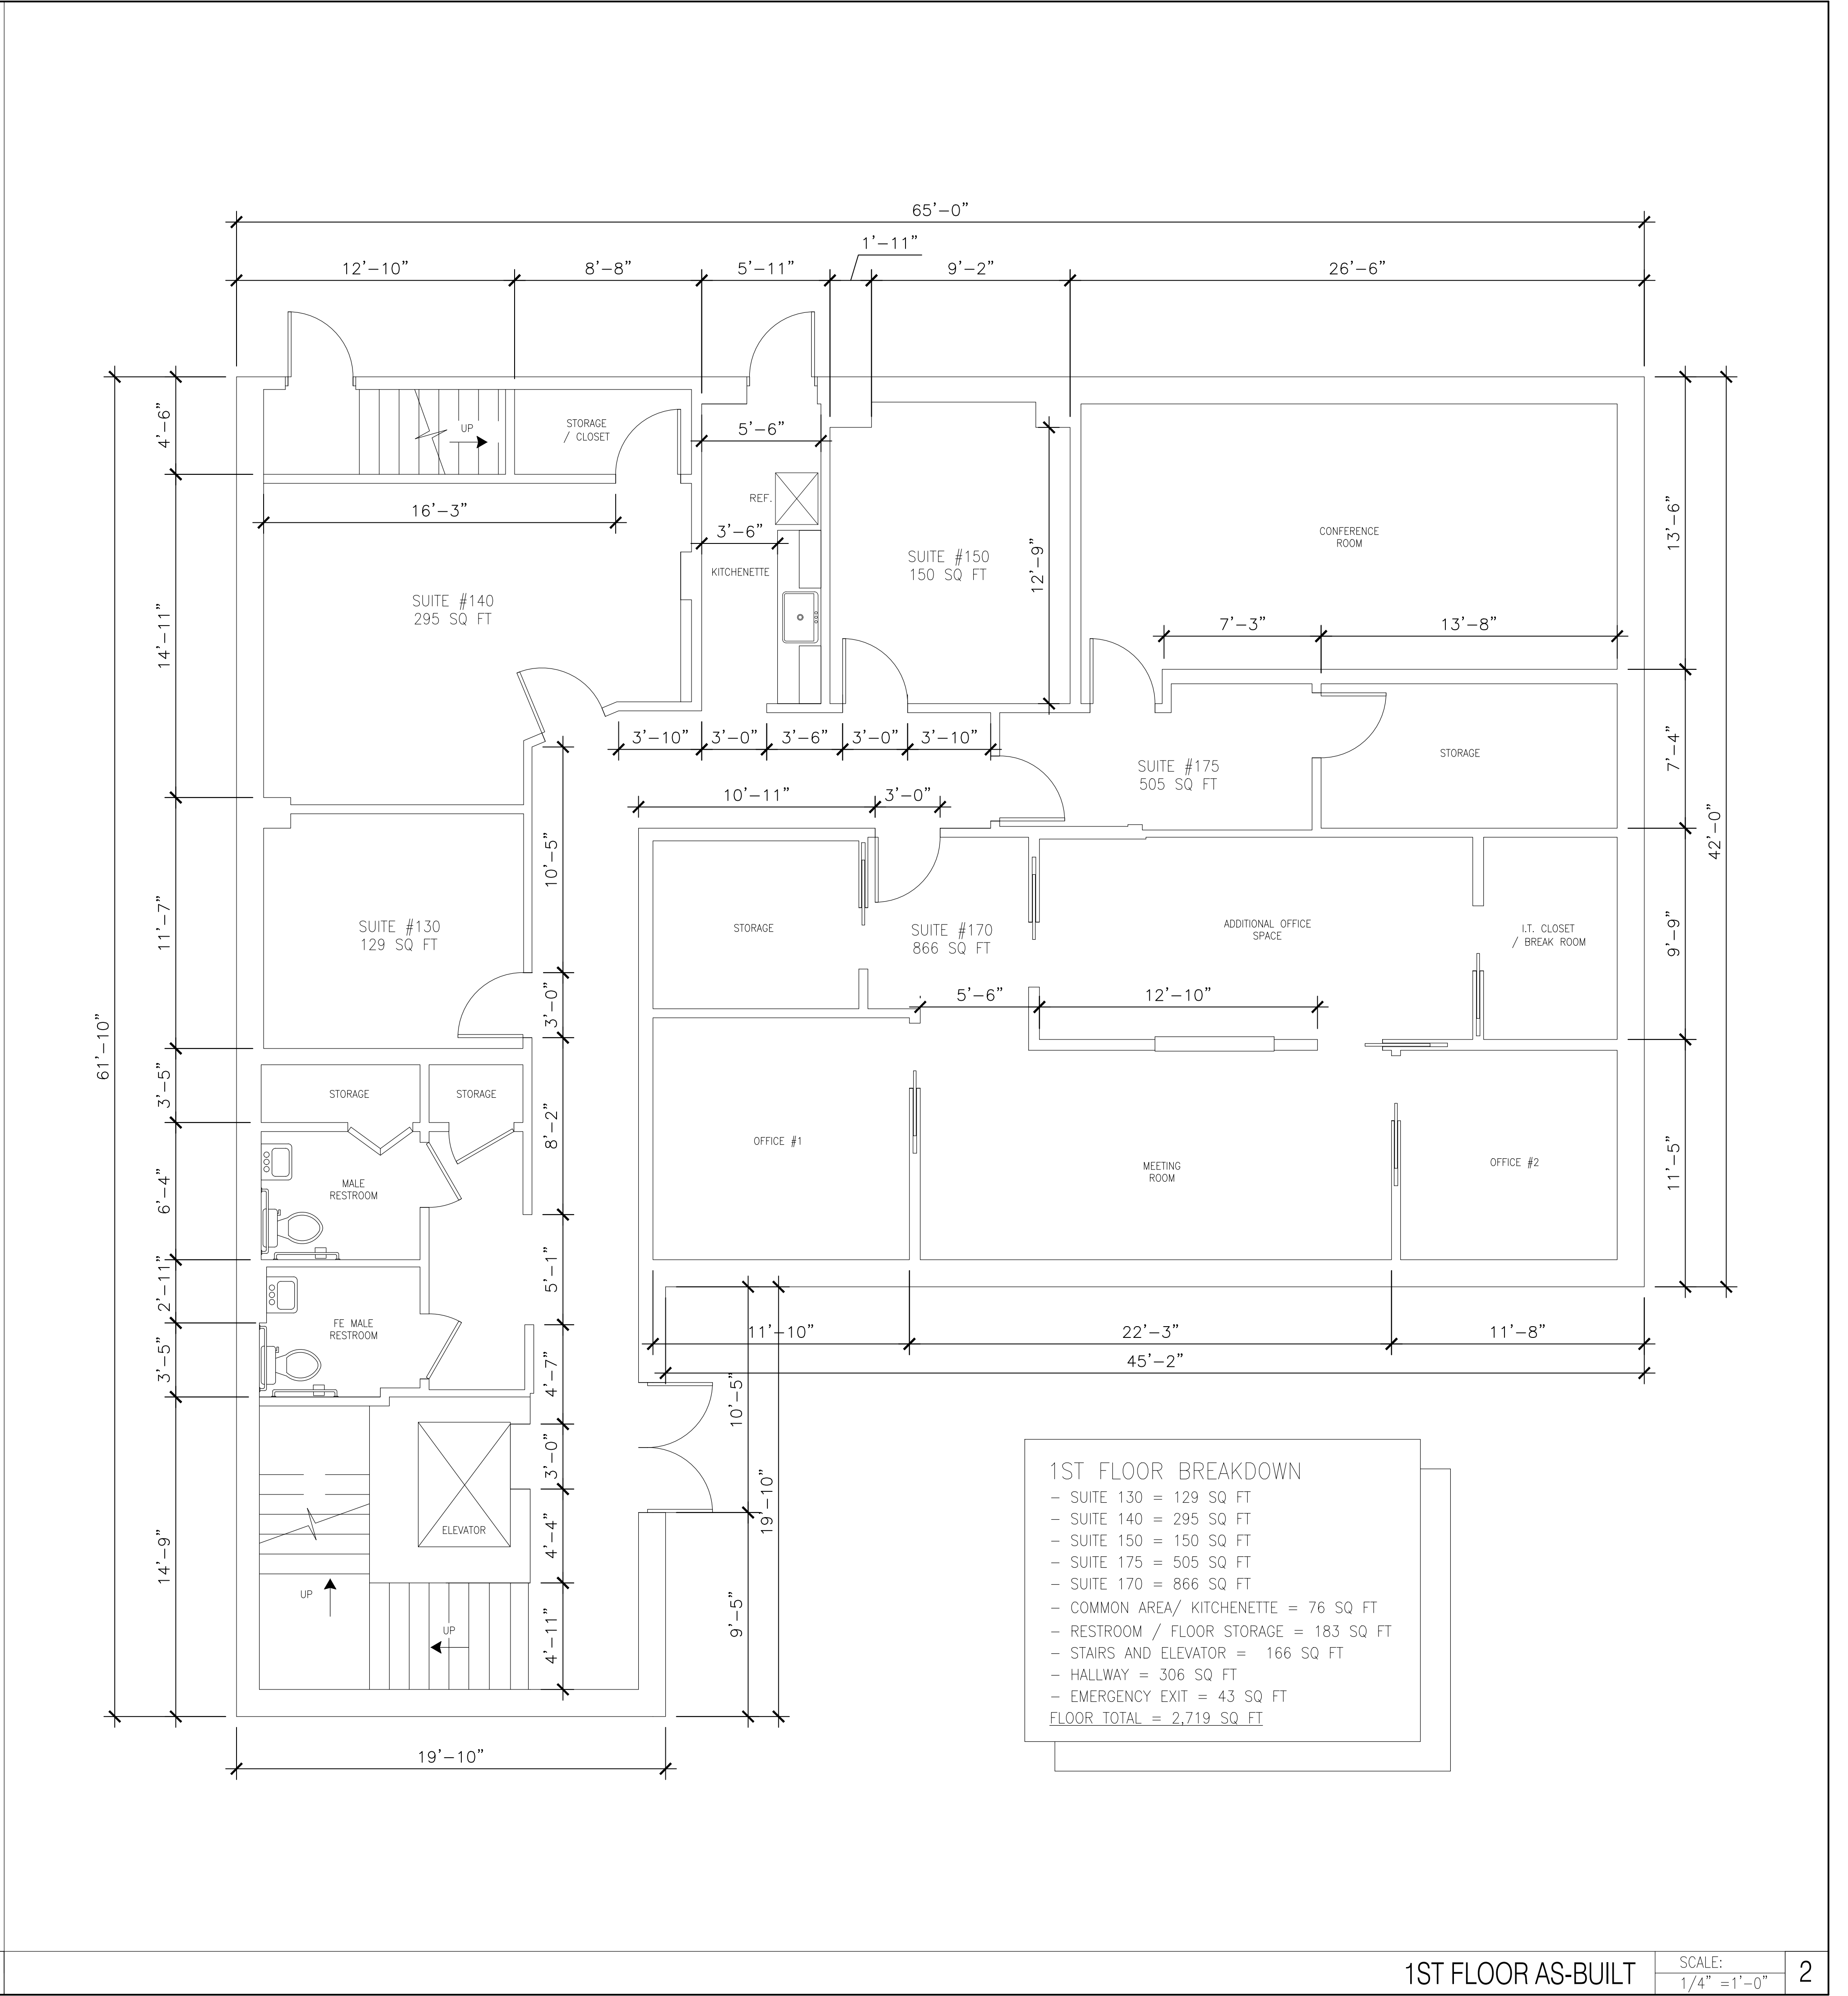 65'-0"
1'-11"
12'-10"
8'-8"
5'-11"
9'-2"
26'-6"
4'-6"
UP
STORAGE
/ CLOSET
5'-6"
16'-3"
REF.
3'-6"
KITCHENETTE
SUITE #150
150 SQ FT
12'-9"
CONFERENCE
ROOM
13'-6"
SUITE #140
295 SQ FT
14'-11"
7'-3"
13'-8"
3'-10"
3'-0"
3'-6"
3'-0"
3'-10"
SUITE #175
505 SQ FT
STORAGE
7'-4"
10'-11"
3'-0"
42'-0"
10'-5"
11'-7"
SUITE #130
129 SQ FT
STORAGE
SUITE #170
866 SQ FT
ADDITIONAL OFFICE
SPACE
I.T. CLOSET
/ BREAK ROOM
9'-9"
5'-6"
12'-10"
3'-0"
61'-10"
3'-5"
STORAGE
STORAGE
8'-2"
OFFICE #1
MEETING
ROOM
OFFICE #2
11'-5"
6'-4"
MALE
RESTROOM
2'-11"
5'-1"
FE MALE
RESTROOM
3'-5"
4'-7"
11'-10"
22'-3"
11'-8"
45'-2"
10'-5"
3'-0"
19'-10"
ELEVATOR
4'-4"
14'-9"
UP
UP
4'-11"
9'-5"
19'-10"
1ST FLOOR BREAKDOWN
- SUITE 130 = 129 SQ FT
- SUITE 140 = 295 SQ FT
- SUITE 150 = 150 SQ FT
- SUITE 175 = 505 SQ FT
- SUITE 170 = 866 SQ FT
- COMMON AREA/ KITCHENETTE = 76 SQ FT
- RESTROOM / FLOOR STORAGE = 183 SQ FT
- STAIRS AND ELEVATOR = 166 SQ FT
- HALLWAY = 306 SQ FT
- EMERGENCY EXIT = 43 SQ FT
FLOOR TOTAL = 2,719 SQ FT
1ST FLOOR AS-BUILT
SCALE:
1/4" =1'-0"
2